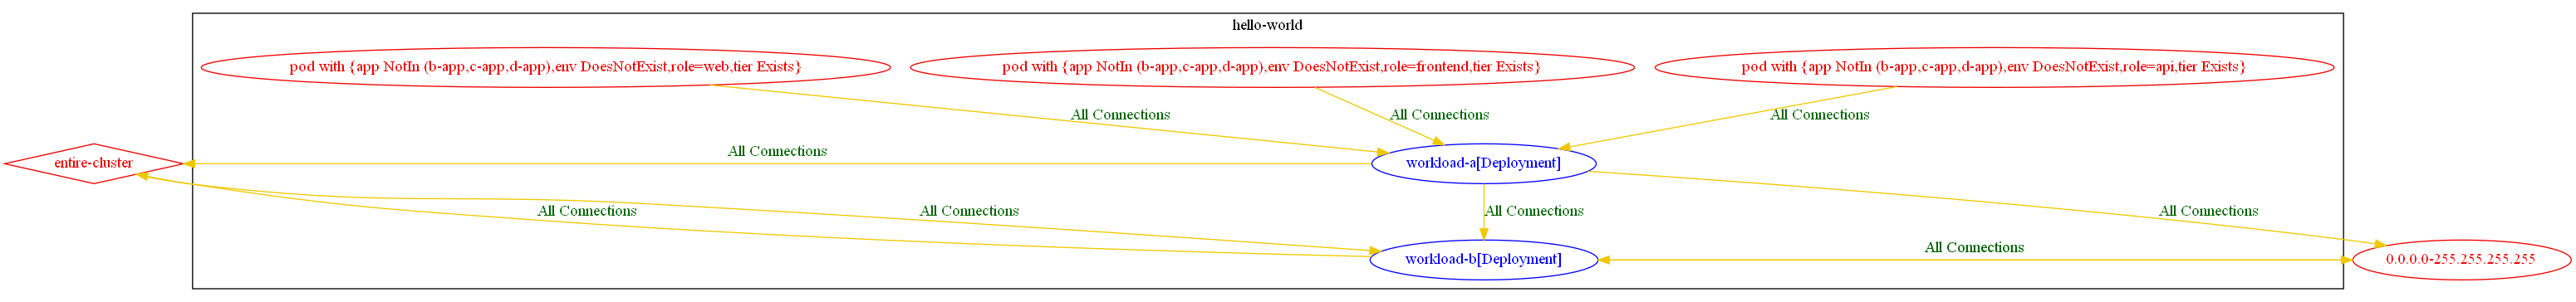 hello-world
pod with {app NotIn (b-app,c-app,d-app),env DoesNotExist,role=web,tier Exists}
pod with {app NotIn (b-app,c-app,d-app),env DoesNotExist,role=frontend,tier Exists}
pod with {app NotIn (b-app,c-app,d-app),env DoesNotExist,role=api,tier Exists}
All Connections
All Connections
All Connections
entire-cluster
All Connections
workload-a[Deployment]
All Connections
All Connections
All Connections
All Connections
All Connections
workload-b[Deployment]
0.0.0.0-255.255.255.255